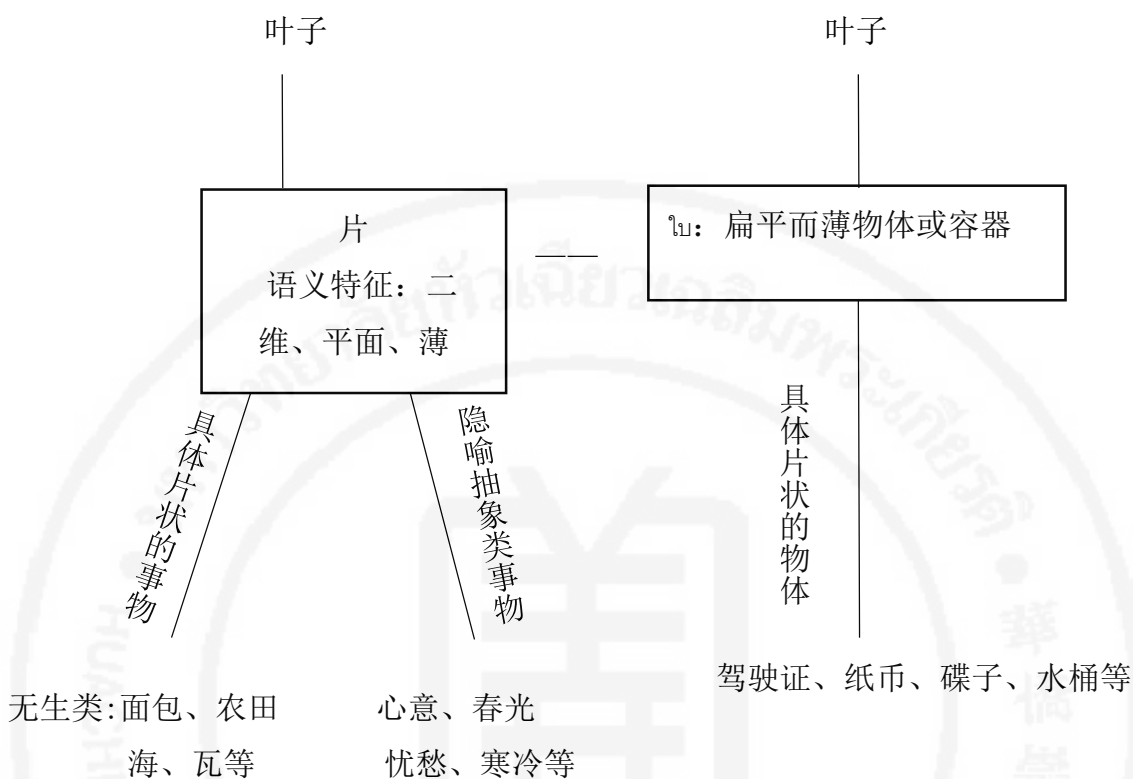 叶子
叶子
片
语义特征：二
维、平面、薄
——
ใบ：扁平而薄物体或容器
具体片状的事物
隐喻抽象类事物
具体片状的物体
无生类:面包、农田
海、瓦等
心意、春光
忧愁、寒冷等
驾驶证、纸币、碟子、水桶等